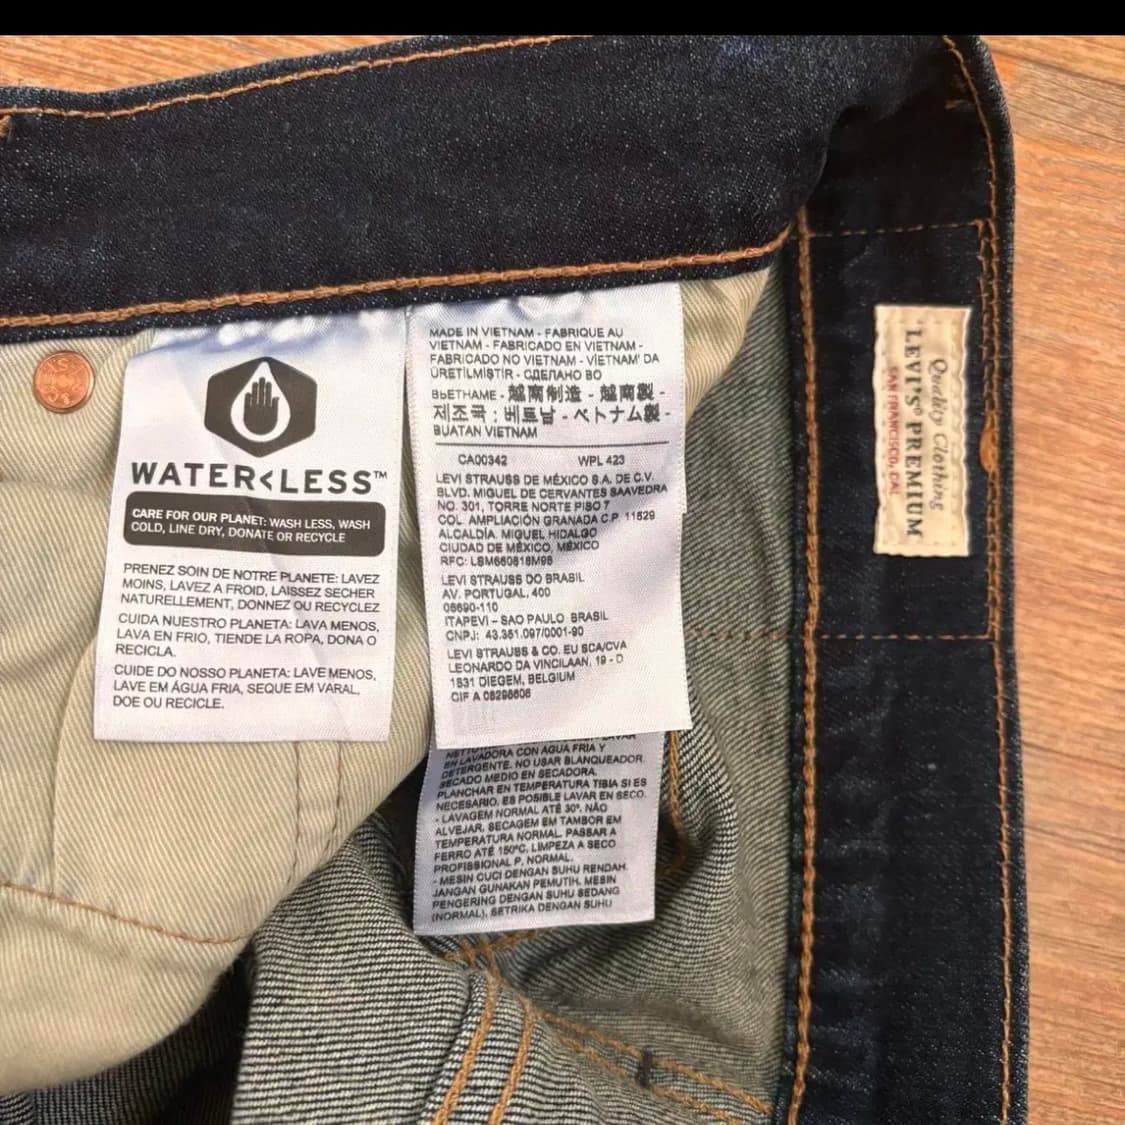 WATER<LESS™
CARE FOR OUR PLANET: WASH LESS, WASH
COLD, LINE DRY, DONATE OR RECYCLE
PRENEZ SOIN DE NOTRE PLANETE: LAVEZ
MOINS, LAVEZ A FROID, LAISSEZ SECHER
NATURELLEMENT, DONNEZ OU RECYCLEZ
CUIDA NUESTRO PLANETA: LAVA MENOS,
LAVA EN FRIO, TIENDE LA ROPA, DONA O
RECICLA.
CUIDE DO NOSSO PLANETA: LAVE MENOS,
LAVE EM ÁGUA FRIA, SEQUE EM VARAL,
DOE OU RECICLE.
MADE IN VIETNAM - FABRIQUE AU
VIETNAM - FABRICADO EN VIETNAM -
FABRICADO NO VIETNAM - VİETNAM' DA
ÜRETİLMİŞTİR - СДЕЛАНО ВО
ВЬЕТНАМЕ - 越南制造 - 越南製 -
제조국 : 베트남 - ベトナム製 -
BUATAN VIETNAM
CA00342 WPL 423
LEVI STRAUSS DE MÉXICO S.A. DE C.V.
BLVD. MIGUEL DE CERVANTES SAAVEDRA
NO. 301, TORRE NORTE PISO 7
COL. AMPLIACIÓN GRANADA C.P. 11529
ALCALDÍA. MIGUEL HIDALGO
CIUDAD DE MÉXICO, MÉXICO
RFC: LSM650818M98
LEVI STRAUSS DO BRASIL
AV. PORTUGAL, 400
06690-110
ITAPEVI - SAO PAULO BRASIL
CNPJ: 43.351.097/0001-90
LEVI STRAUSS & CO. EU SCA/CVA
LEONARDO DA VINCILAAN, 19 - D
1831 DIEGEM, BELGIUM
CIF A 08298606
EN LAVADORA CON AGUA FRIA Y
DETERGENTE. NO USAR BLANQUEADOR.
SECADO MEDIO EN SECADORA.
PLANCHAR EN TEMPERATURA TIBIA SI ES
NECESARIO. ES POSIBLE LAVAR EN SECO.
- LAVAGEM NORMAL ATÉ 30º. NÃO
ALVEJAR. SECAGEM EM TAMBOR EM
TEMPERATURA NORMAL. PASSAR A
FERRO ATÉ 150ºC. LIMPEZA A SECO
PROFISSIONAL P, NORMAL.
- MESIN CUCI DENGAN SUHU RENDAH.
JANGAN GUNAKAN PEMUTIH. MESIN
PENGERING DENGAN SUHU SEDANG
(NORMAL), SETRIKA DENGAN SUHU
Quality Clothing
LEVI'S® PREMIUM
SAN FRANCISCO, CAL